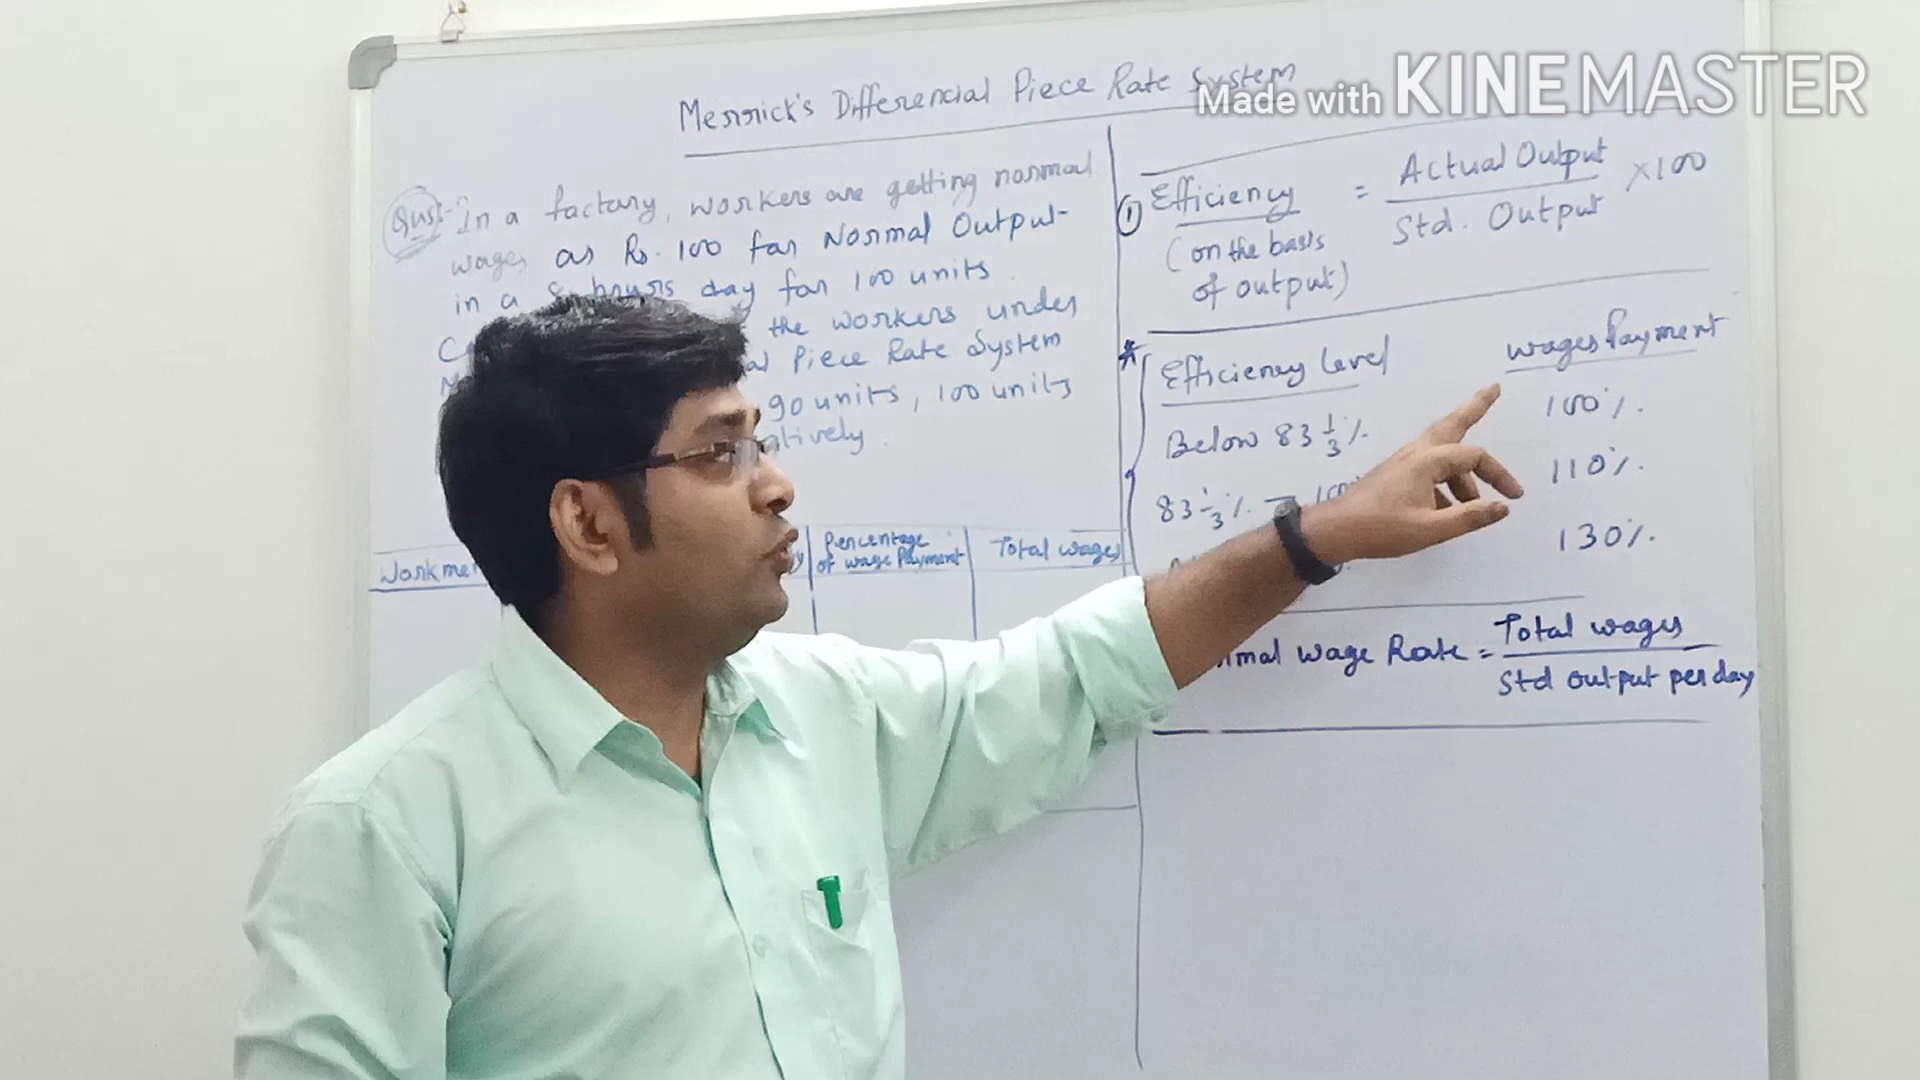 Made with KINEMASTER
Merrick's Differencial Piece Rate System
Qus:- In a factory, workers are getting normal
wages as Rs. 100 for Normal Output
in a 8 hours day for 100 units.
the workers under
Piece Rate System
90 units, 100 units
Workmen
Percentage
of wage Payment
Total wages
① Efficiency = Actual Output × 100
(on the basis Std. Output
of output)
* Efficiency Level wages Payment
Below 83 1/3 % 100%.
83 1/3 % - 100 110%.
130%.
wage Rate = Total wages
Std output per day